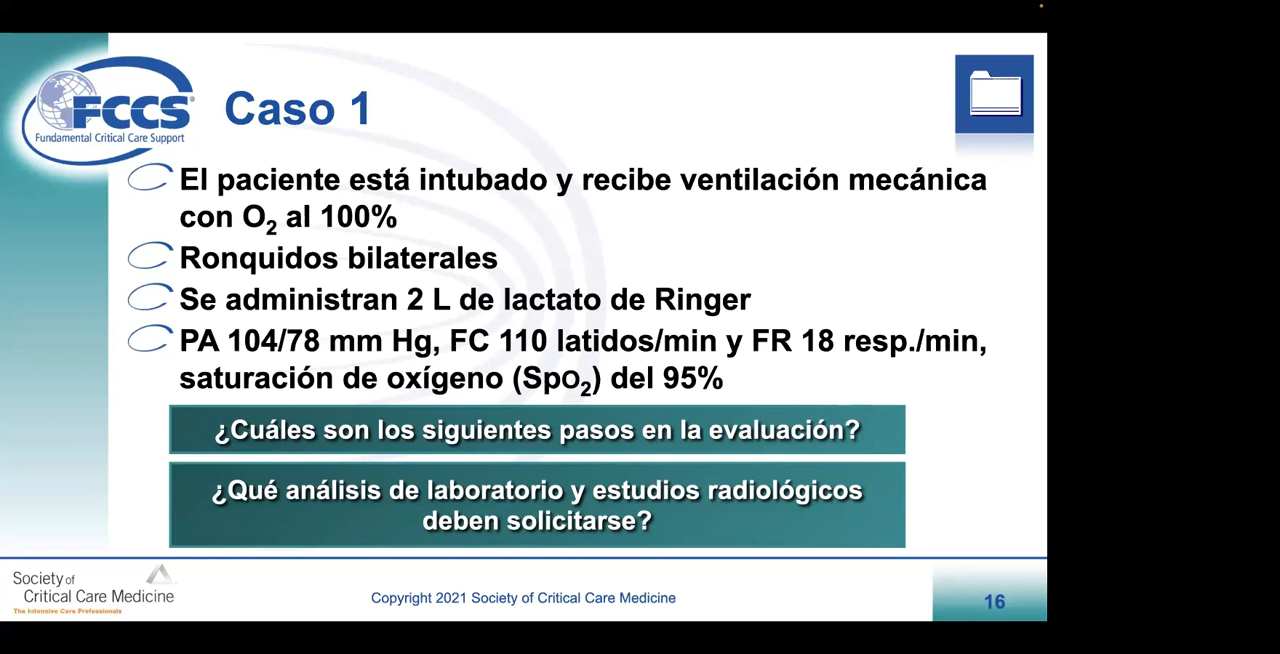 FCCS®
Fundamental Critical Care Support
Caso 1
El paciente está intubado y recibe ventilación mecánica
con O2 al 100%
Ronquidos bilaterales
Se administran 2 L de lactato de Ringer
PA 104/78 mm Hg, FC 110 latidos/min y FR 18 resp./min,
saturación de oxígeno (SpO2) del 95%
¿Cuáles son los siguientes pasos en la evaluación?
¿Qué análisis de laboratorio y estudios radiológicos
deben solicitarse?
Society of
Critical Care Medicine
The Intensive Care Professionals
Copyright 2021 Society of Critical Care Medicine
16